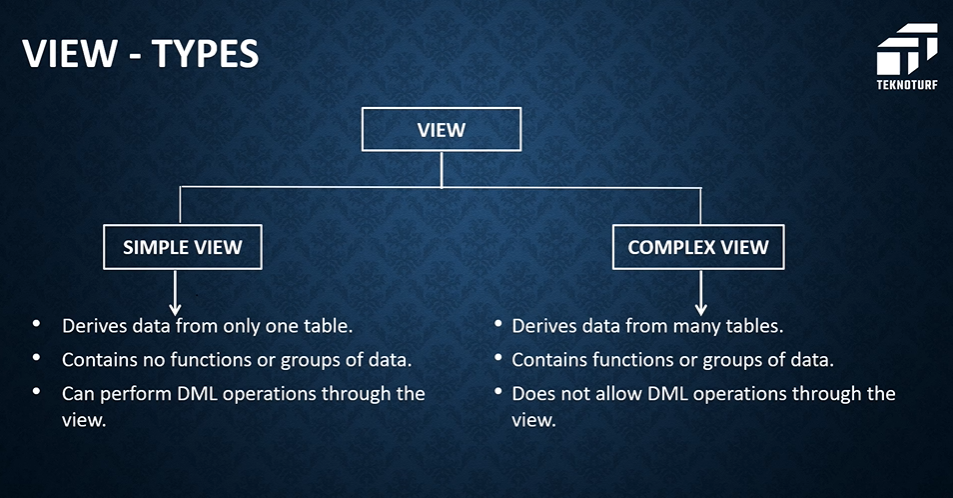 VIEW - TYPES
TEKNOTURF
VIEW
SIMPLE VIEW
• Derives data from only one table.
• Contains no functions or groups of data.
• Can perform DML operations through the
view.
COMPLEX VIEW
• Derives data from many tables.
• Contains functions or groups of data.
• Does not allow DML operations through the
view.